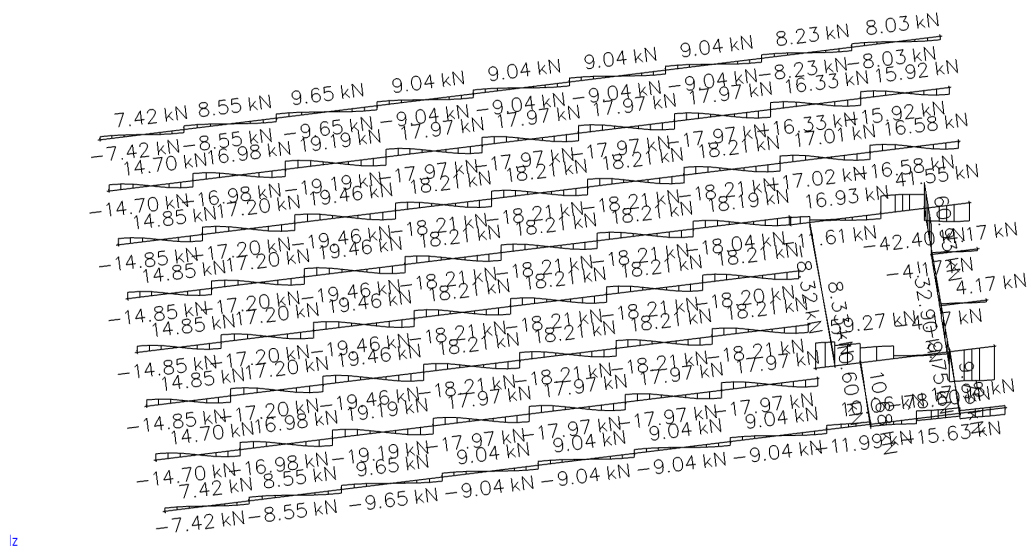 7.42 kN 8.55 kN 9.65 kN 9.04 kN 9.04 kN 9.04 kN 9.04 kN 8.23 kN 8.03 kN
-7.42 kN -8.55 kN -9.65 kN -9.04 kN -9.04 kN -9.04 kN -9.04 kN -8.23 kN -8.03 kN
14.70 kN 16.98 kN 19.19 kN 17.97 kN 17.97 kN 17.97 kN 17.97 kN 16.33 kN 15.92 kN
-14.70 kN -16.98 kN -19.19 kN -17.97 kN -17.97 kN -17.97 kN -17.97 kN -16.33 kN -15.92 kN
14.85 kN 17.20 kN 19.46 kN 18.21 kN 18.21 kN 18.21 kN 18.21 kN 17.01 kN 16.58 kN
-14.85 kN -17.20 kN -19.46 kN -18.21 kN -18.21 kN -18.21 kN -18.21 kN -17.02 kN -16.58 kN
14.85 kN 17.20 kN 19.46 kN 18.21 kN 18.21 kN 18.21 kN 18.19 kN 16.93 kN 41.55 kN
-14.85 kN -17.20 kN -19.46 kN -18.21 kN -18.21 kN -18.21 kN -18.04 kN
14.85 kN 17.20 kN 19.46 kN 18.21 kN 18.21 kN 18.21 kN
4.17 kN
-14.85 kN -17.20 kN -19.46 kN -18.21 kN -18.21 kN -18.21 kN -18.20 kN
14.85 kN 17.20 kN 19.46 kN 18.21 kN 18.21 kN 18.21 kN
8.32 kN
-14.85 kN -17.20 kN -19.46 kN -18.21 kN -18.21 kN -18.21 kN -18.21 kN
14.70 kN 16.98 kN 19.19 kN 17.97 kN 17.97 kN 17.97 kN 17.97 kN
-14.70 kN -16.98 kN -19.19 kN -17.97 kN -17.97 kN -17.97 kN -17.97 kN
7.42 kN 8.55 kN 9.65 kN 9.04 kN 9.04 kN 9.04 kN 9.04 kN
-7.42 kN -8.55 kN -9.65 kN -9.04 kN -9.04 kN -9.04 kN -9.04 kN -11.99 kN
lz